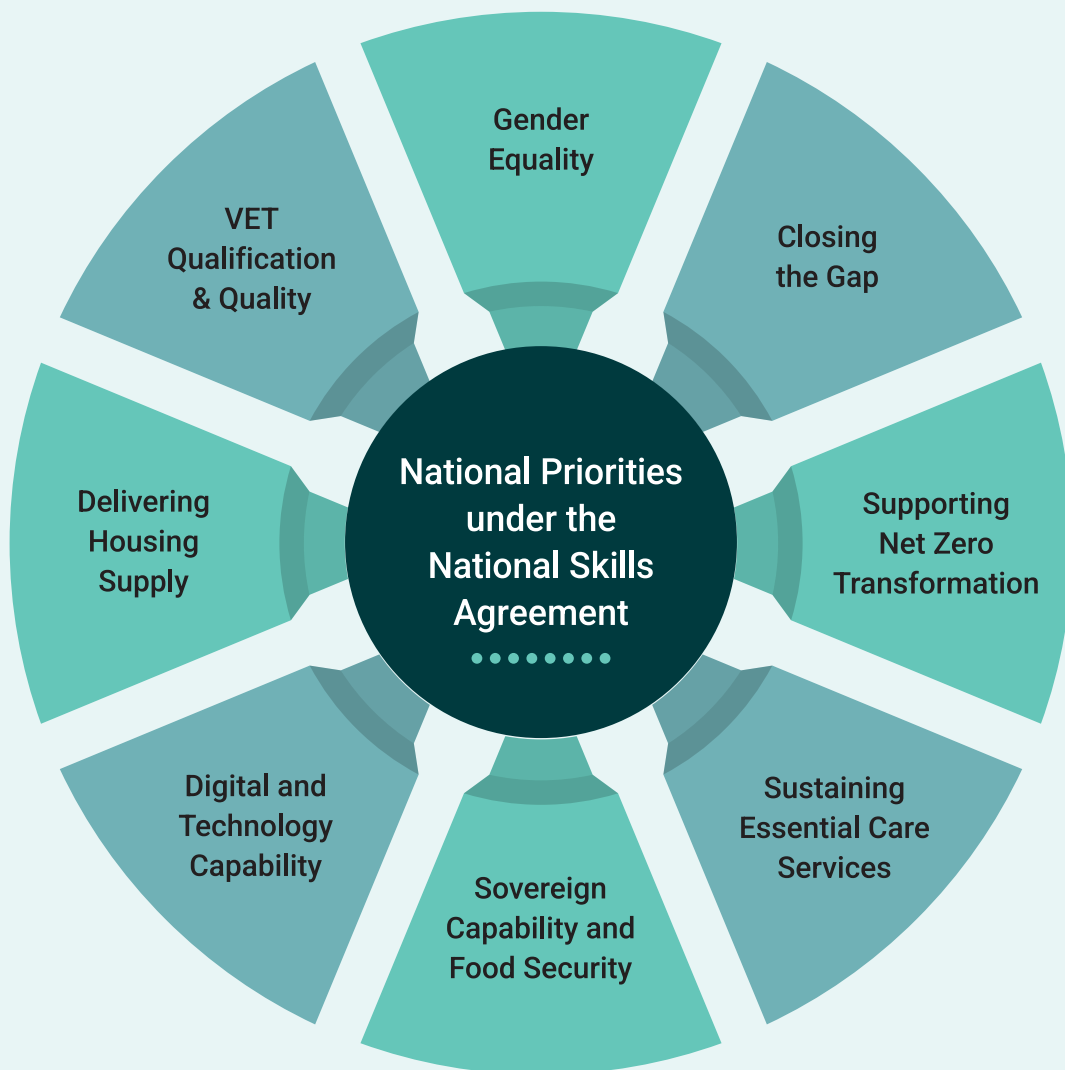 Gender
Equality
Closing
the Gap
Supporting
Net Zero
Transformation
Sustaining
Essential Care
Services
Sovereign
Capability and
Food Security
Digital and
Technology
Capability
Delivering
Housing
Supply
VET
Qualification
& Quality
National Priorities
under the
National Skills
Agreement